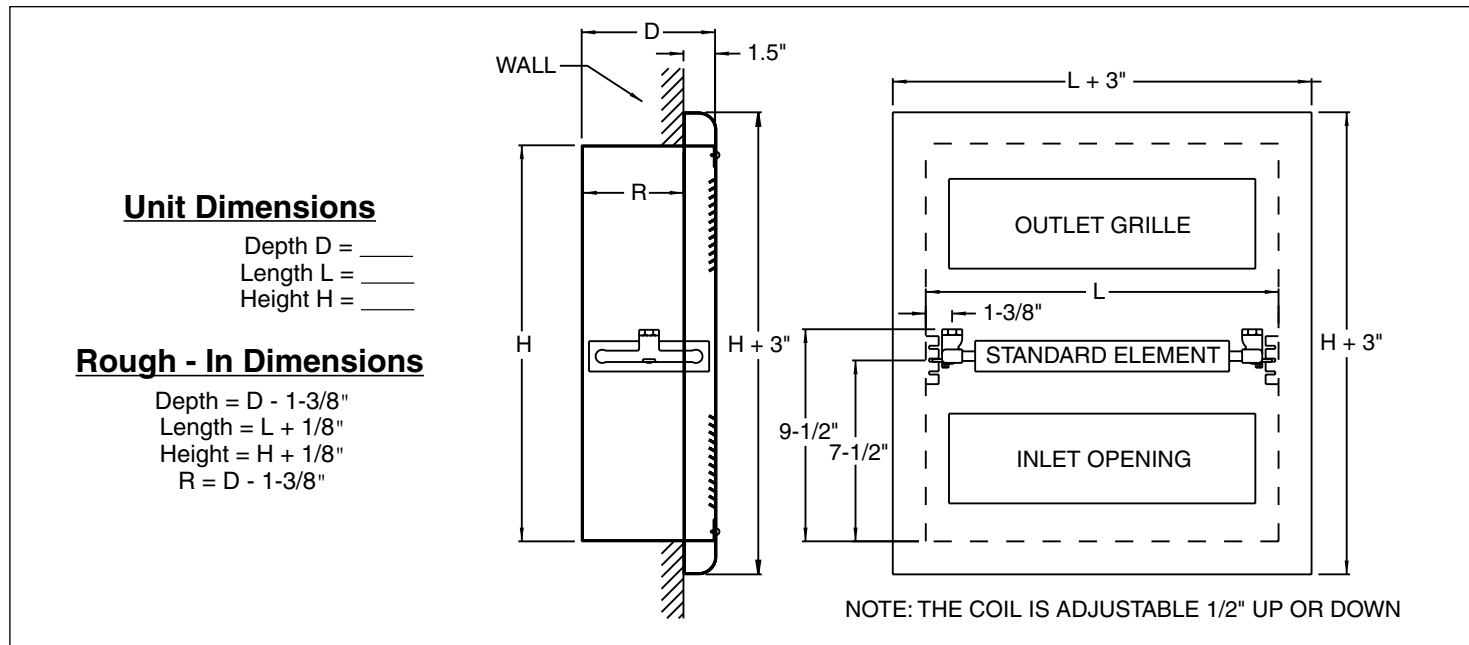 Unit Dimensions
Depth D = ____
Length L = ____
Height H = ____
Rough - In Dimensions
Depth = D - 1-3/8"
Length = L + 1/8"
Height = H + 1/8"
R = D - 1-3/8"
D
1.5"
WALL
R
H
H + 3"
L + 3"
OUTLET GRILLE
L
1-3/8"
STANDARD ELEMENT
H + 3"
9-1/2"
7-1/2"
INLET OPENING
NOTE: THE COIL IS ADJUSTABLE 1/2" UP OR DOWN